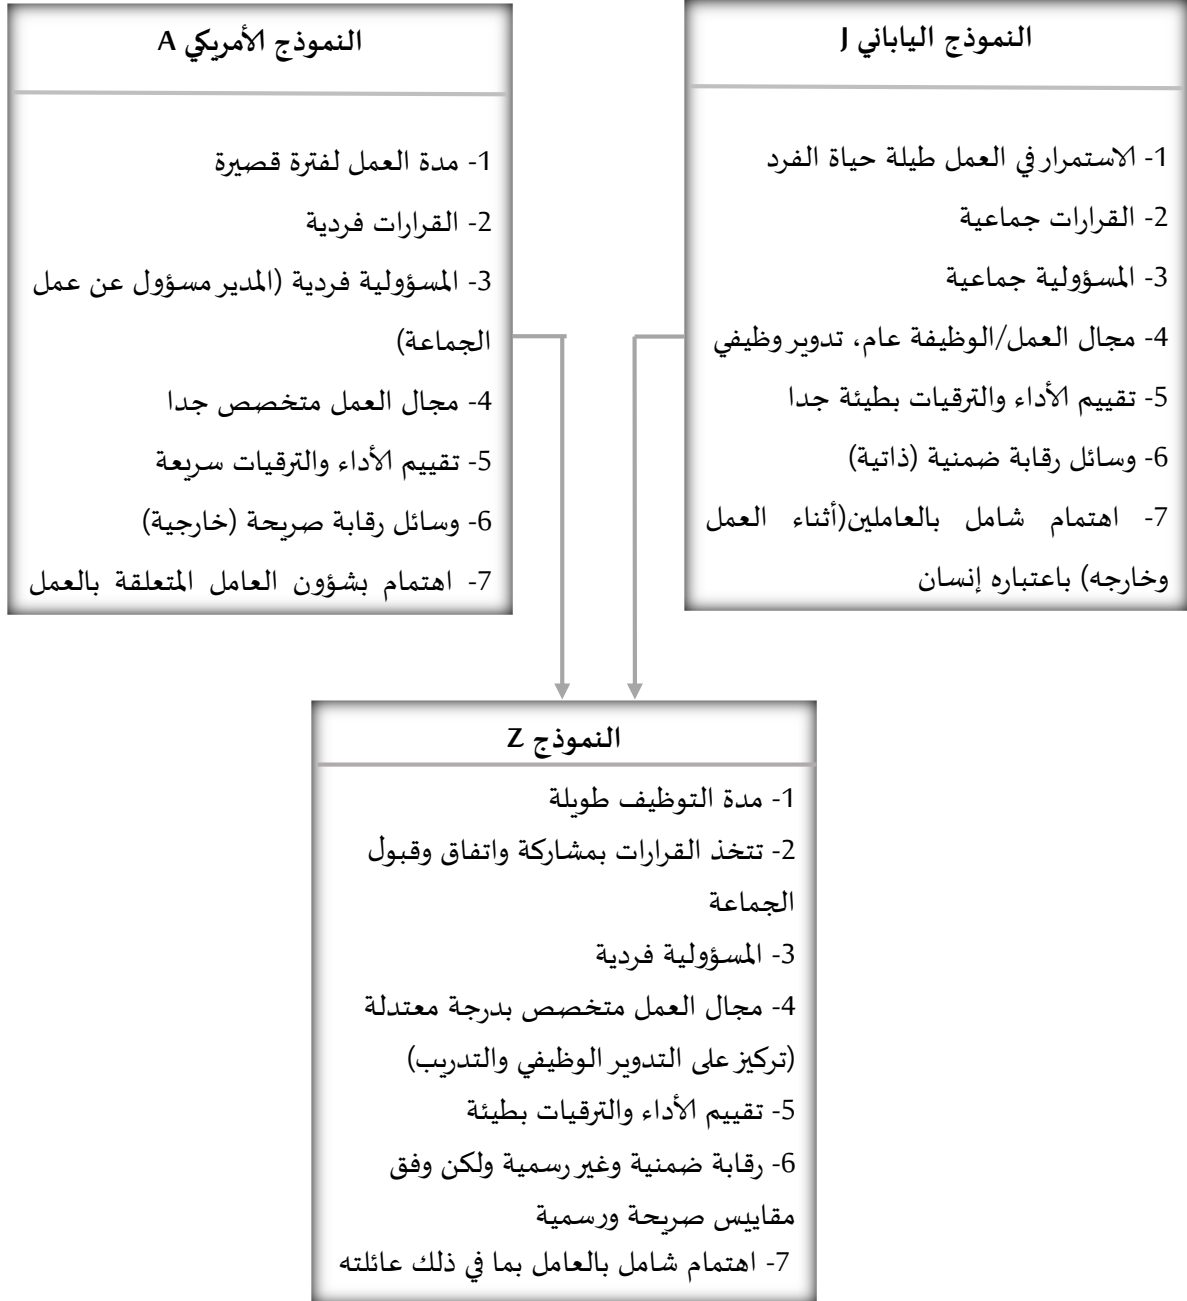 النموذج الياباني J
1- الاستمرار في العمل طيلة حياة الفرد
2- القرارات جماعية
3- المسؤولية جماعية
4- مجال العمل/الوظيفة عام، تدوير وظيفي
5- تقييم الأداء والترقيات بطيئة جدا
6- وسائل رقابة ضمنية (ذاتية)
7- اهتمام شامل بالعاملين(أثناء العمل
وخارجه) باعتباره إنسان
النموذج الأمريكي A
1- مدة العمل لفترة قصيرة
2- القرارات فردية
3- المسؤولية فردية (المدير مسؤول عن عمل
الجماعة)
4- مجال العمل متخصص جدا
5- تقييم الأداء والترقيات سريعة
6- وسائل رقابة صريحة (خارجية)
7- اهتمام بشؤون العامل المتعلقة بالعمل
النموذج Z
1- مدة التوظيف طويلة
2- تتخذ القرارات بمشاركة واتفاق وقبول
الجماعة
3- المسؤولية فردية
4- مجال العمل متخصص بدرجة معتدلة
(تركيز على التدوير الوظيفي والتدريب)
5- تقييم الأداء والترقيات بطيئة
6- رقابة ضمنية وغير رسمية ولكن وفق
مقاييس صريحة ورسمية
7- اهتمام شامل بالعامل بما في ذلك عائلته